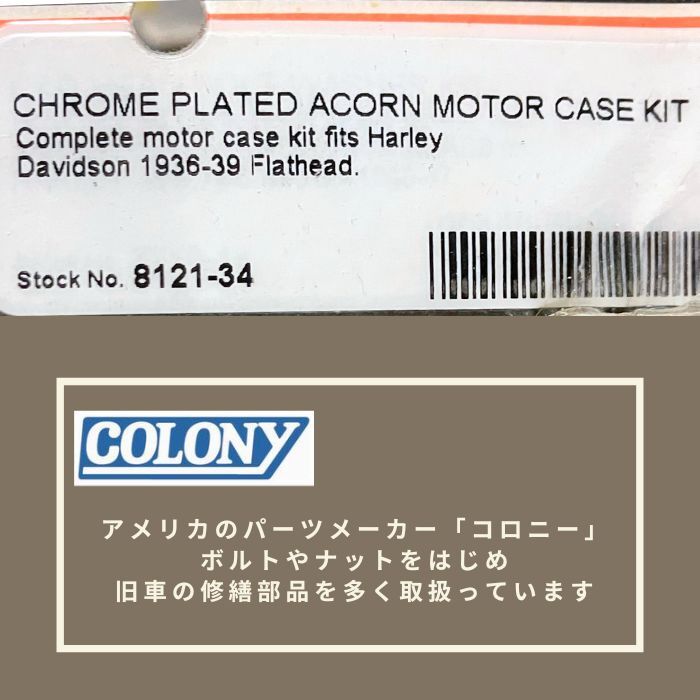 CHROME PLATED ACORN MOTOR CASE KIT
Complete motor case kit fits Harley
Davidson 1936-39 Flathead.
Stock No. 8121-34
COLONY
アメリカのパーツメーカー「コロニー」
ボルトやナットをはじめ
旧車の修繕部品を多く取扱っています